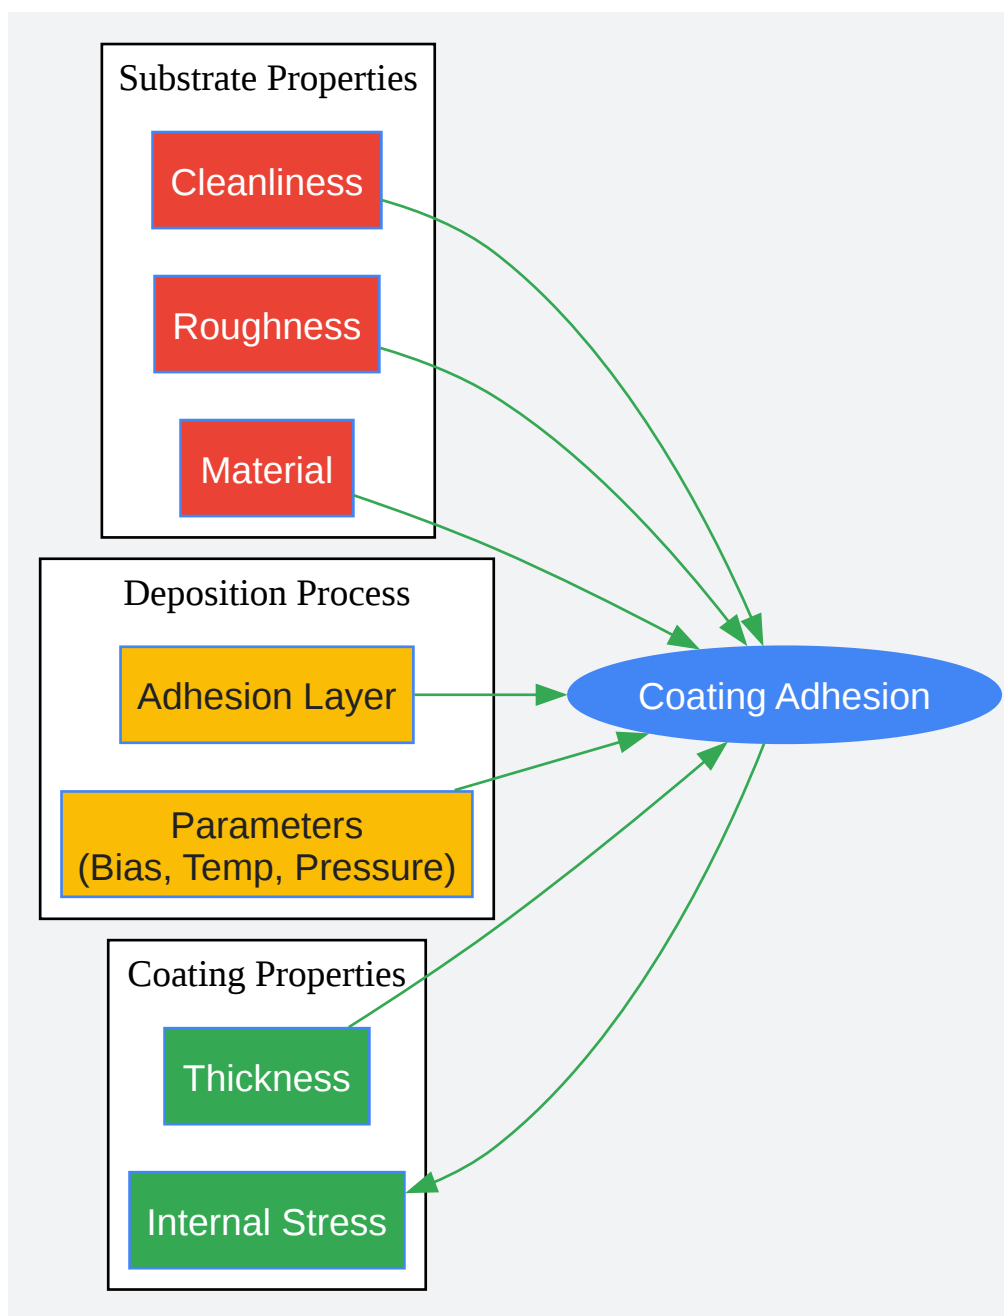 Substrate Properties
Cleanliness
Roughness
Material
Deposition Process
Adhesion Layer
Parameters
(Bias, Temp, Pressure)
Coating Properties
Thickness
Internal Stress
Coating Adhesion